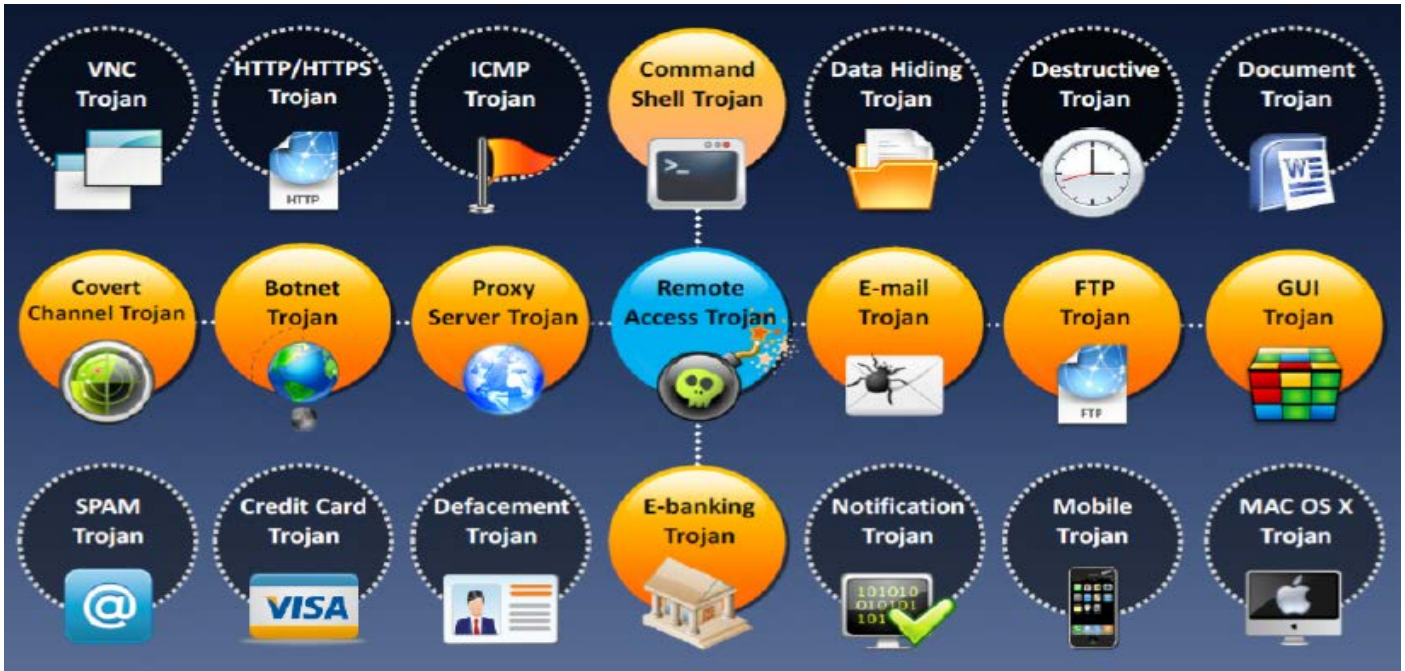 VNC
Trojan
HTTP/HTTPS
Trojan
HTTP
ICMP
Trojan
Command
Shell Trojan
>_
Data Hiding
Trojan
Destructive
Trojan
Document
Trojan
W
Covert
Channel Trojan
Botnet
Trojan
Proxy
Server Trojan
Remote
Access Trojan
E-mail
Trojan
FTP
Trojan
FTP
GUI
Trojan
SPAM
Trojan
@
Credit Card
Trojan
VISA
Defacement
Trojan
E-banking
Trojan
Notification
Trojan
101010
010101
101
Mobile
Trojan
MAC OS X
Trojan